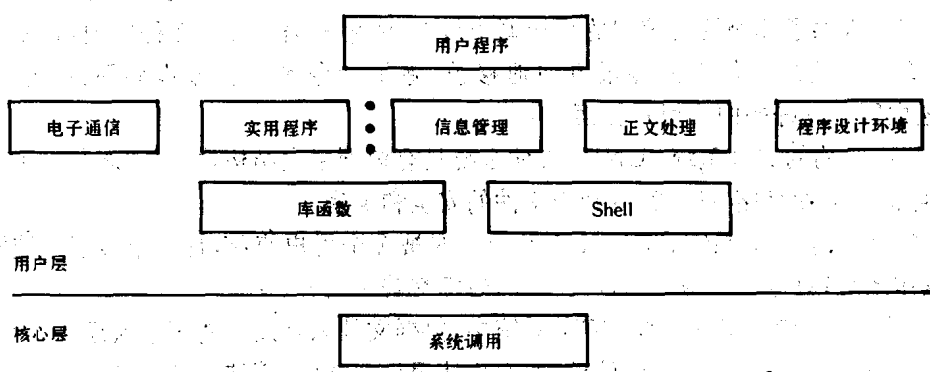 用户程序
电子通信 实用程序 信息管理 正文处理 程序设计环境
库函数 Shell
用户层
核心层
系统调用